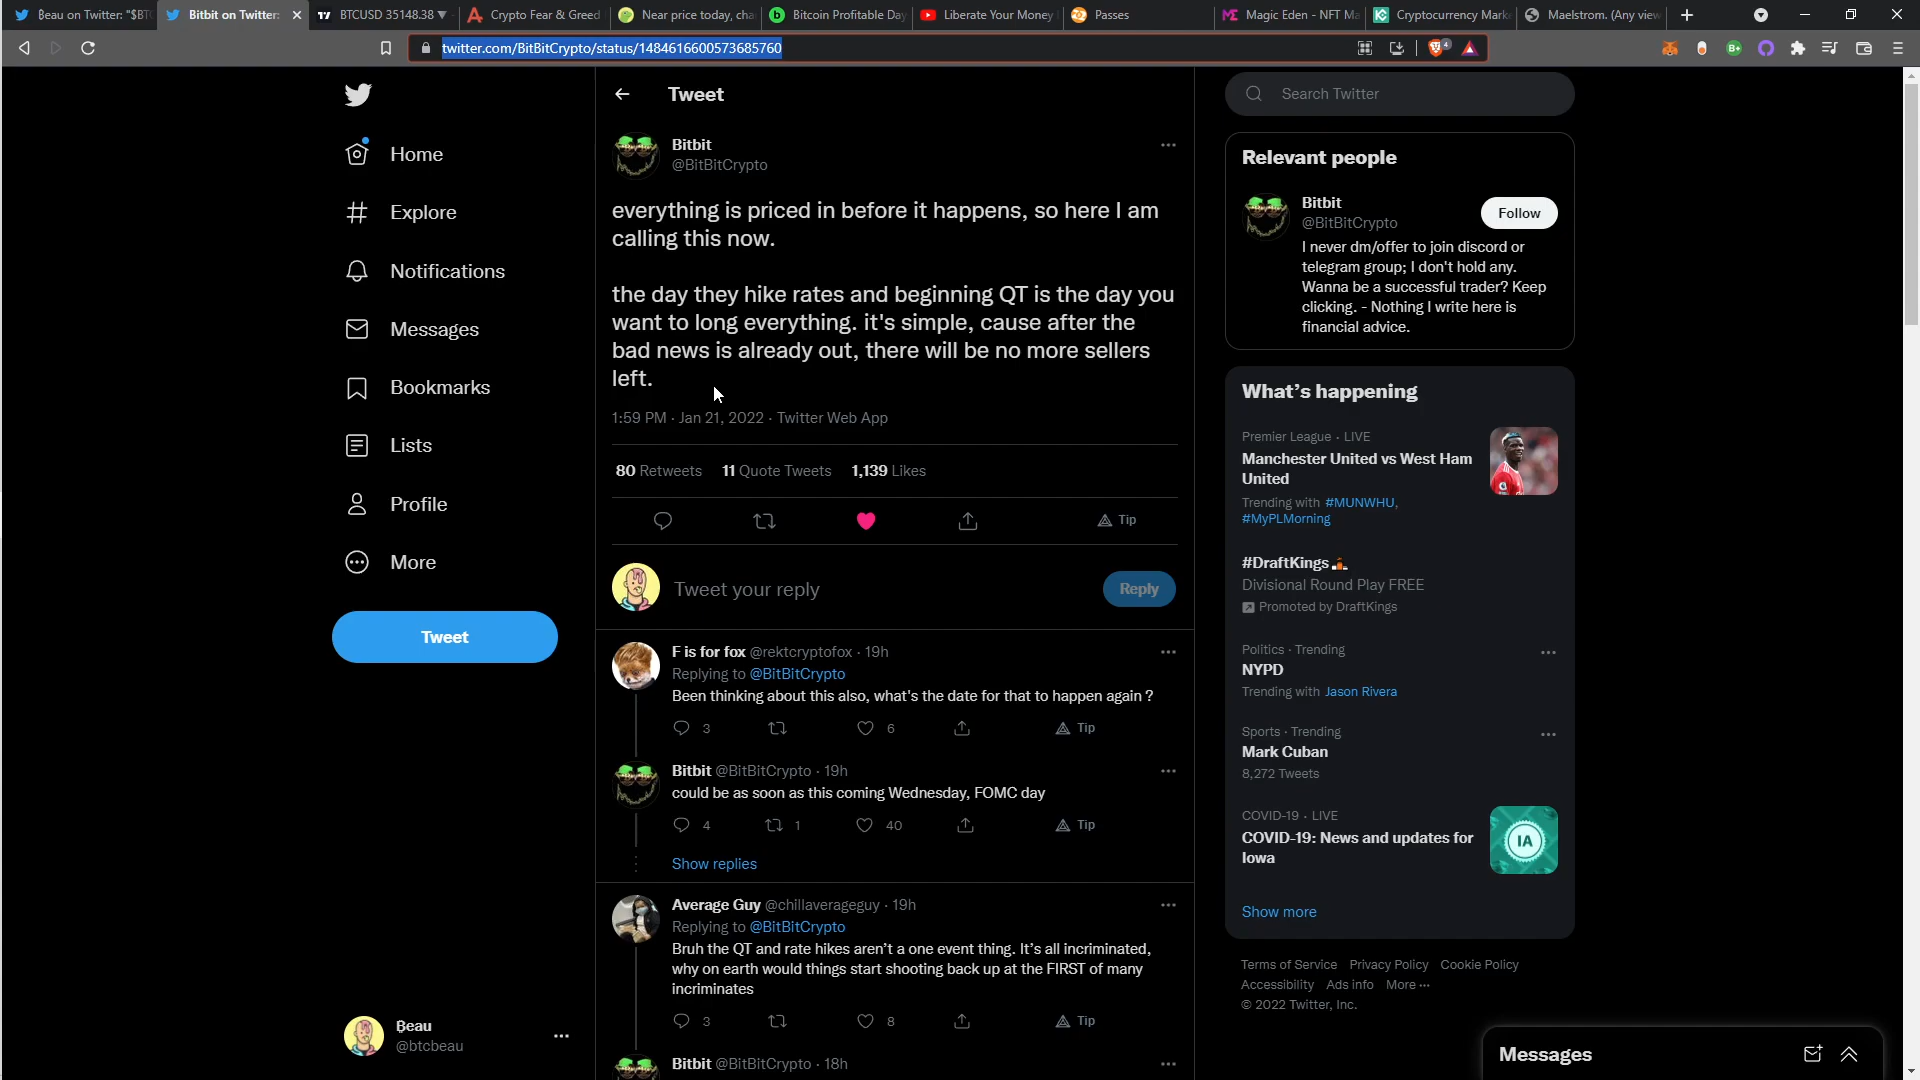 Beau on Twitter: "$BTC
Bitbit on Twitter:
BTCUSD 35148.38 ▼
Crypto Fear & Greed
Near price today, cha
Bitcoin Profitable Day
Liberate Your Money
Passes
Magic Eden - NFT Ma
Cryptocurrency Mark
Maelstrom. (Any view
twitter.com/BitBitCrypto/status/1484616600573685760
Home
Explore
Notifications
Messages
Bookmarks
Lists
Profile
More
Tweet
Beau
@btcbeau
Tweet
Bitbit
@BitBitCrypto
everything is priced in before it happens, so here I am
calling this now.
the day they hike rates and beginning QT is the day you
want to long everything. it's simple, cause after the
bad news is already out, there will be no more sellers
left.
1:59 PM · Jan 21, 2022 · Twitter Web App
80 Retweets 11 Quote Tweets 1,139 Likes
Tip
Tweet your reply
Reply
F is for fox @rektcryptofox · 19h
Replying to @BitBitCrypto
Been thinking about this also, what's the date for that to happen again ?
3 6 Tip
Bitbit @BitBitCrypto · 19h
could be as soon as this coming Wednesday, FOMC day
4 1 40 Tip
Show replies
Average Guy @chillaverageguy · 19h
Replying to @BitBitCrypto
Bruh the QT and rate hikes aren't a one event thing. It's all incriminated,
why on earth would things start shooting back up at the FIRST of many
incriminates
3 8 Tip
Bitbit @BitBitCrypto · 18h
Search Twitter
Relevant people
Bitbit
@BitBitCrypto
Follow
I never dm/offer to join discord or
telegram group; I don't hold any.
Wanna be a successful trader? Keep
clicking. - Nothing I write here is
financial advice.
What's happening
Premier League · LIVE
Manchester United vs West Ham
United
Trending with #MUNWHU,
#MyPLMorning
#DraftKings
Divisional Round Play FREE
Promoted by DraftKings
Politics · Trending
NYPD
Trending with Jason Rivera
Sports · Trending
Mark Cuban
8,272 Tweets
COVID-19 · LIVE
COVID-19: News and updates for
Iowa
IA
Show more
Terms of Service Privacy Policy Cookie Policy
Accessibility Ads info More ···
© 2022 Twitter, Inc.
Messages